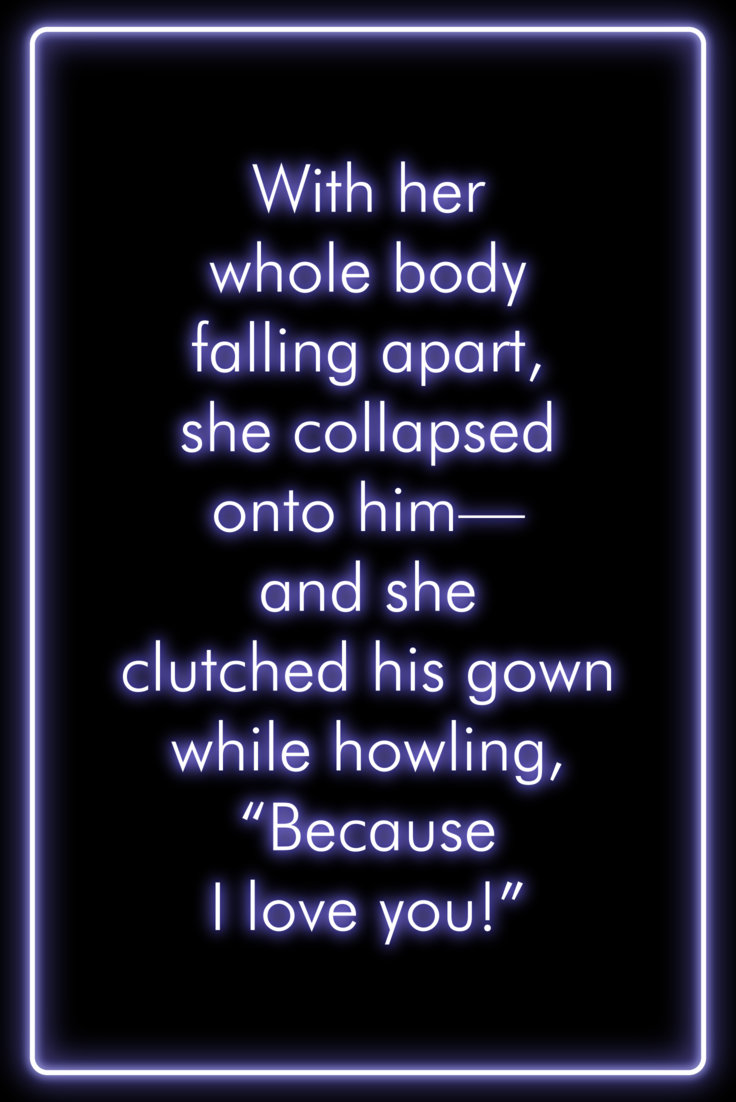 With her
whole body
falling apart,
she collapsed
onto him—
and she
clutched his gown
while howling,
“Because
I love you!”